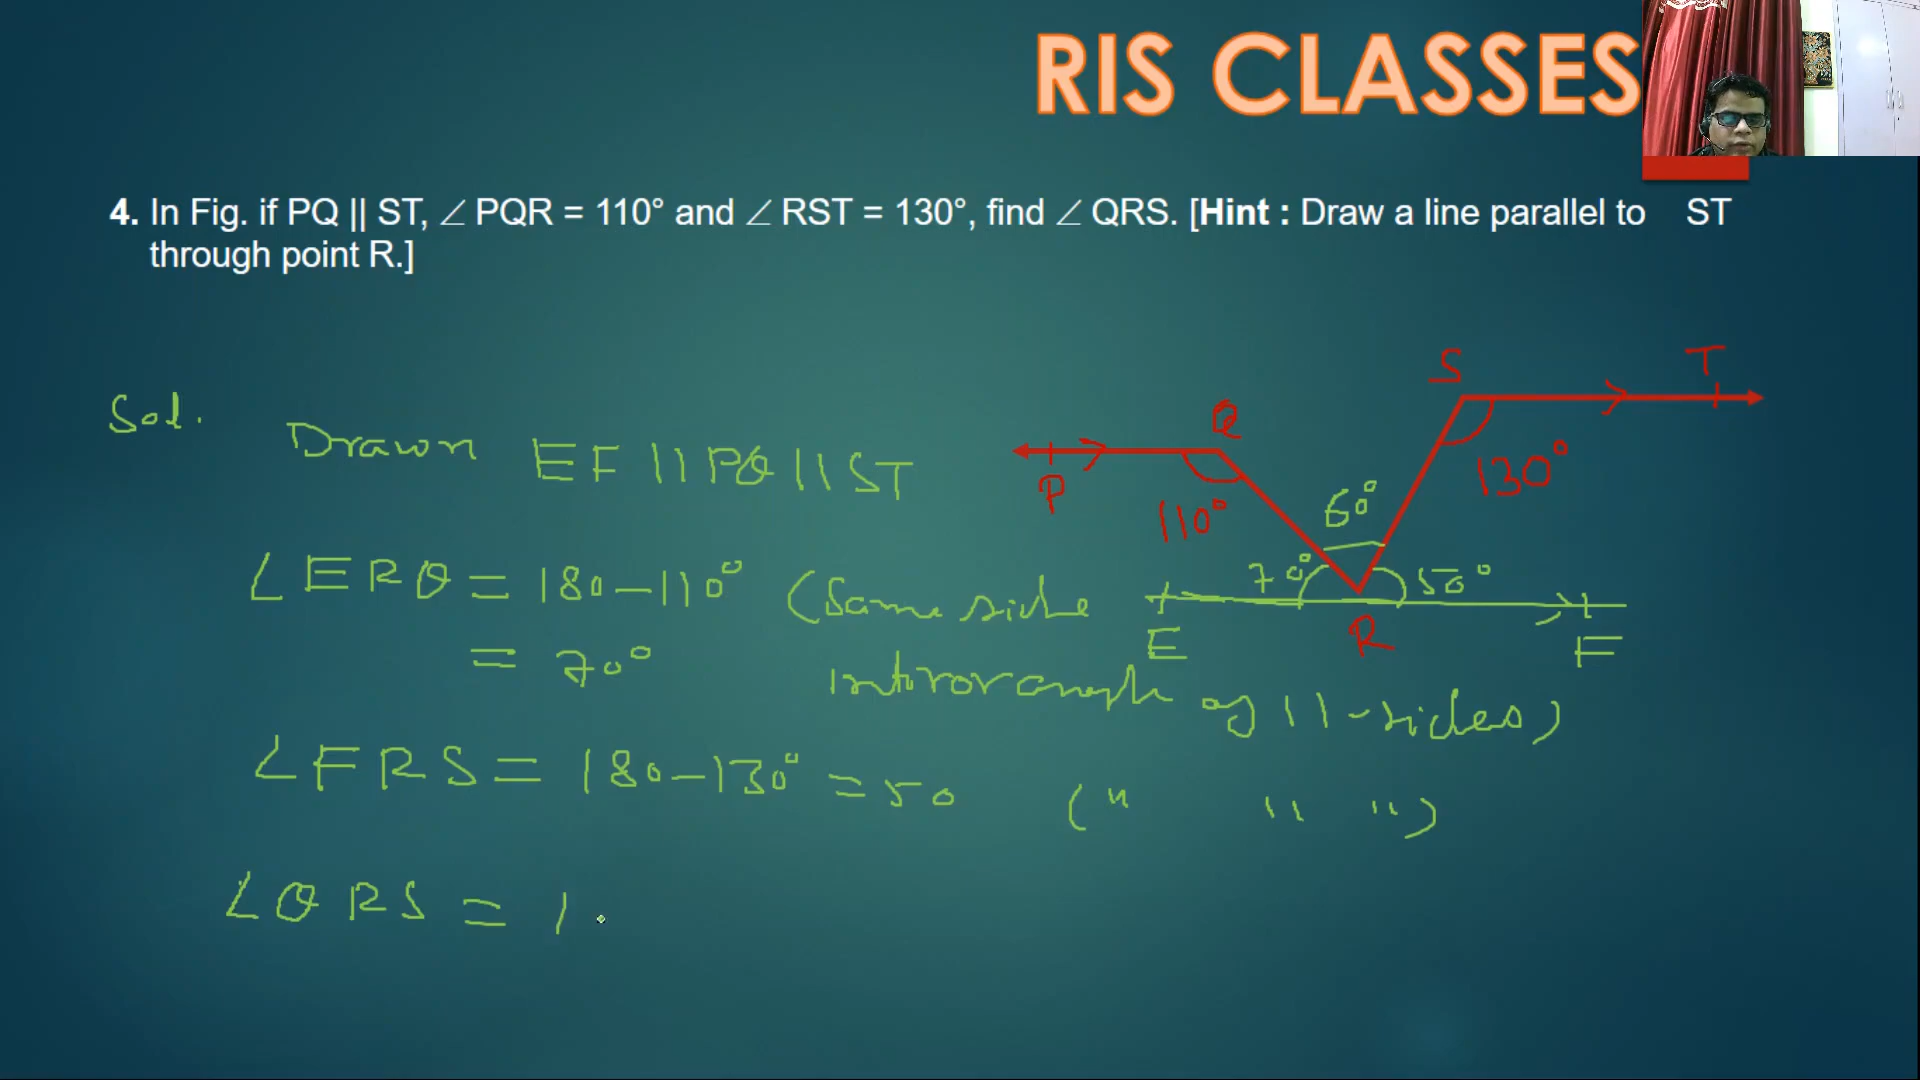 RIS CLASSES
4. In Fig. if PQ || ST, ∠ PQR = 110° and ∠ RST = 130°, find ∠ QRS. [Hint : Draw a line parallel to ST
through point R.]
Sol.
Drawn EF || PQ || ST
∠ERQ = 180-110° (Same side
= 70°
interior angle of ||-sides)
∠FRS = 180-130° = 50 (" " ")
∠QRS = 1
S
T
Q
P
110°
130°
60°
70°
50°
E
R
F